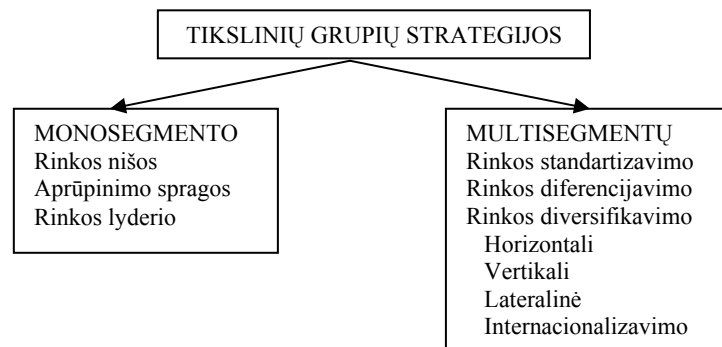 TIKSLINIŲ GRUPIŲ STRATEGIJOS
MONOSEGMENTO
Rinkos nišos
Aprūpinimo spragos
Rinkos lyderio
MULTISEGMENTŲ
Rinkos standartizavimo
Rinkos diferencijavimo
Rinkos diversifikavimo
Horizontali
Vertikali
Lateralinė
Internacionalizavimo